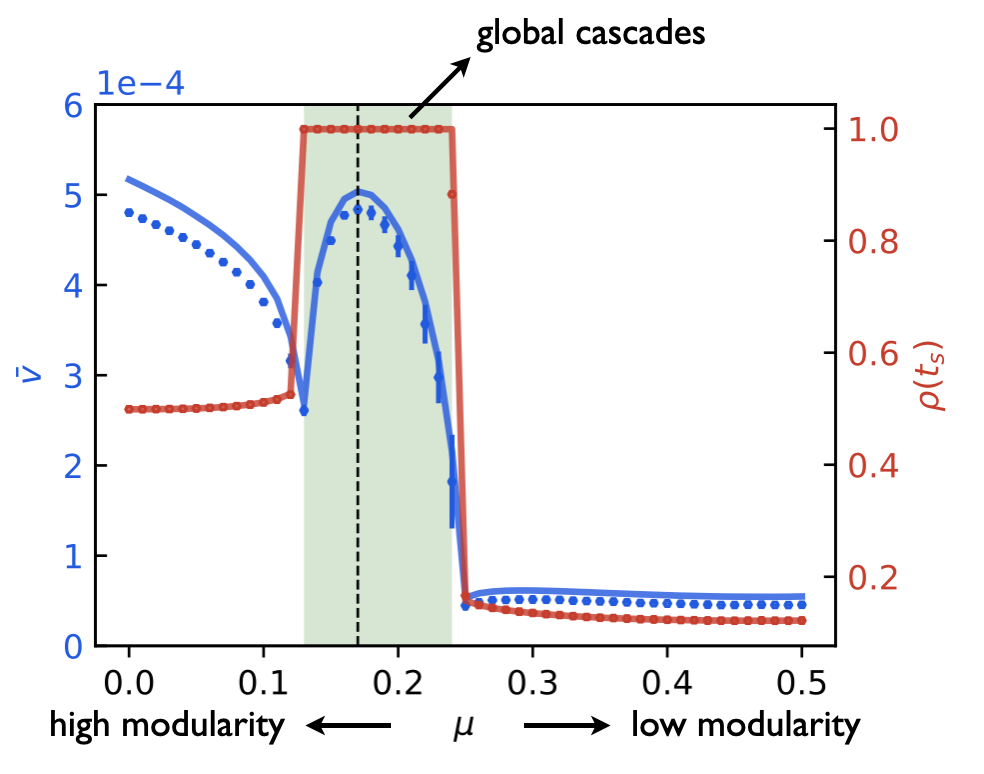 global cascades
1e−4
6
5
4
3
2
1
0
v̄
1.0
0.8
0.6
0.4
0.2
ρ(tₛ)
0.0 0.1 0.2 0.3 0.4 0.5
high modularity μ low modularity